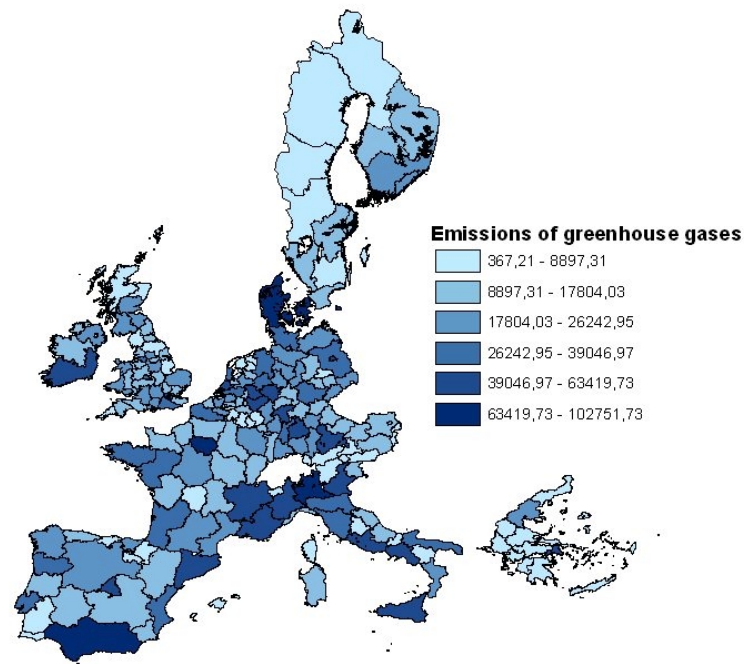 Emissions of greenhouse gases
367,21 - 8897,31
8897,31 - 17804,03
17804,03 - 26242,95
26242,95 - 39046,97
39046,97 - 63419,73
63419,73 - 102751,73